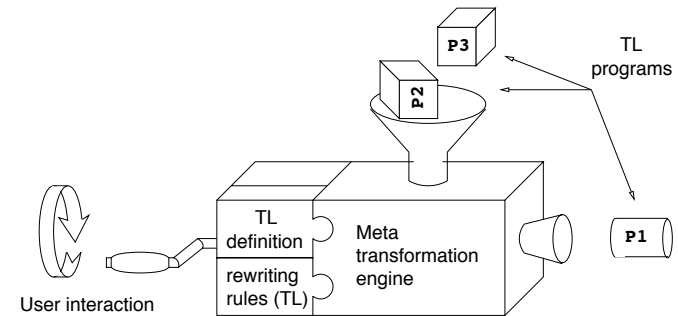 P3
TL
programs
P2
TL
definition
Meta
transformation
engine
P1
rewriting
rules (TL)
User interaction